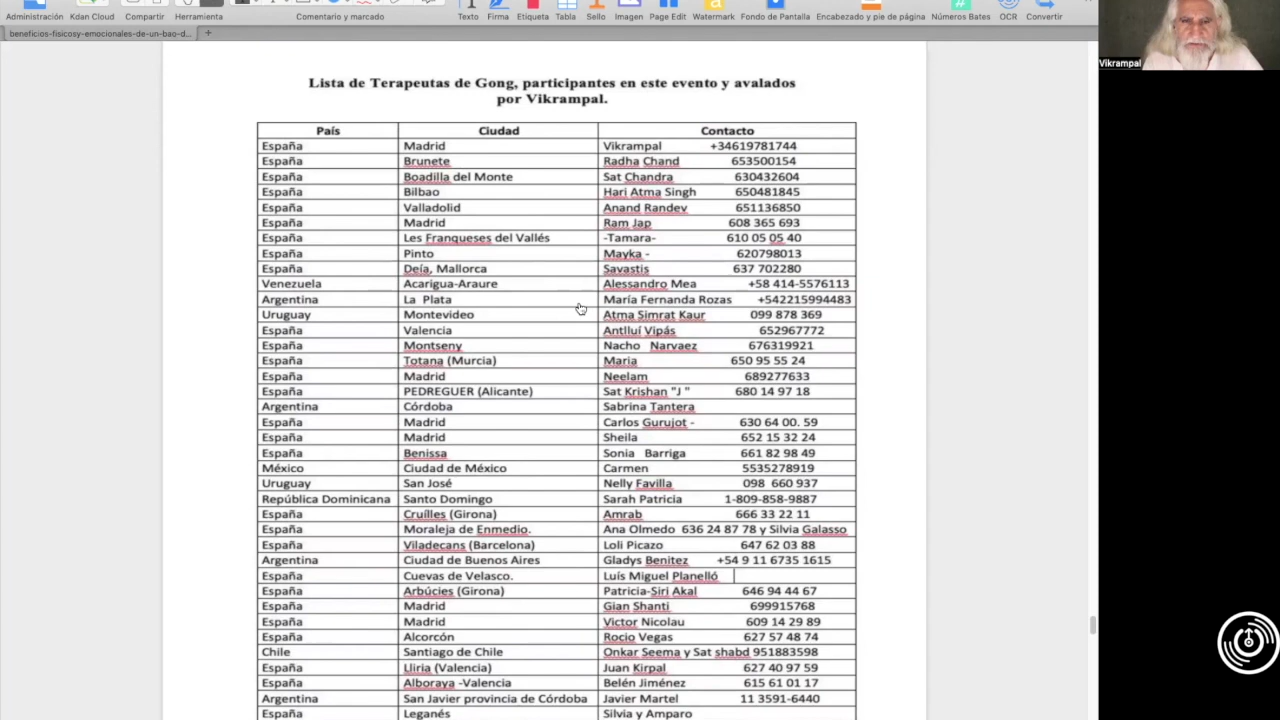 Administración Kdan Cloud Compartir Herramienta Comentario y marcado Texto Firma Etiqueta Tabla Sello Imagen Page Edit Watermark Fondo de Pantalla Encabezado y pie de página Números Bates OCR Convertir
beneficios-fisicosy-emocionales-de-un-bao-d... +
Vikrampal
Lista de Terapeutas de Gong, participantes en este evento y avalados
por Vikrampal.
País Ciudad Contacto
España Madrid Vikrampal +34619781744
España Brunete Radha Chand 653500154
España Boadilla del Monte Sat Chandra 630432604
España Bilbao Hari Atma Singh 650481845
España Valladolid Anand Randev 651136850
España Madrid Ram Jap 608 365 693
España Les Franqueses del Vallés -Tamara- 610 05 05 40
España Pinto Mayka - 620798013
España Deía, Mallorca Savastis 637 702280
Venezuela Acarigua-Araure Alessandro Mea +58 414-5576113
Argentina La Plata María Fernanda Rozas +542215994483
Uruguay Montevideo Atma Simrat Kaur 099 878 369
España Valencia Antlluí Vipás 652967772
España Montseny Nacho Narvaez 676319921
España Totana (Murcia) Maria 650 95 55 24
España Madrid Neelam 689277633
España PEDREGUER (Alicante) Sat Krishan "J " 680 14 97 18
Argentina Córdoba Sabrina Tantera
España Madrid Carlos Gurujot - 630 64 00. 59
España Madrid Sheila 652 15 32 24
España Benissa Sonia Barriga 661 82 98 49
México Ciudad de México Carmen 5535278919
Uruguay San José Nelly Favilla 098 660 937
República Dominicana Santo Domingo Sarah Patricia 1-809-858-9887
España Cruílles (Girona) Amrab 666 33 22 11
España Moraleja de Enmedio. Ana Olmedo 636 24 87 78 y Silvia Galasso
España Viladecans (Barcelona) Loli Picazo 647 62 03 88
Argentina Ciudad de Buenos Aires Gladys Benitez +54 9 11 6735 1615
España Cuevas de Velasco. Luís Miguel Planelló
España Arbúcies (Girona) Patricia-Siri Akal 646 94 44 67
España Madrid Gian Shanti 699915768
España Madrid Victor Nicolau 609 14 29 89
España Alcorcón Rocio Vegas 627 57 48 74
Chile Santiago de Chile Onkar Seema y Sat shabd 951883598
España Lliria (Valencia) Juan Kirpal 627 40 97 59
España Alboraya -Valencia Belén Jiménez 615 61 01 17
Argentina San Javier provincia de Córdoba Javier Martel 11 3591-6440
España Leganés Silvia y Amparo